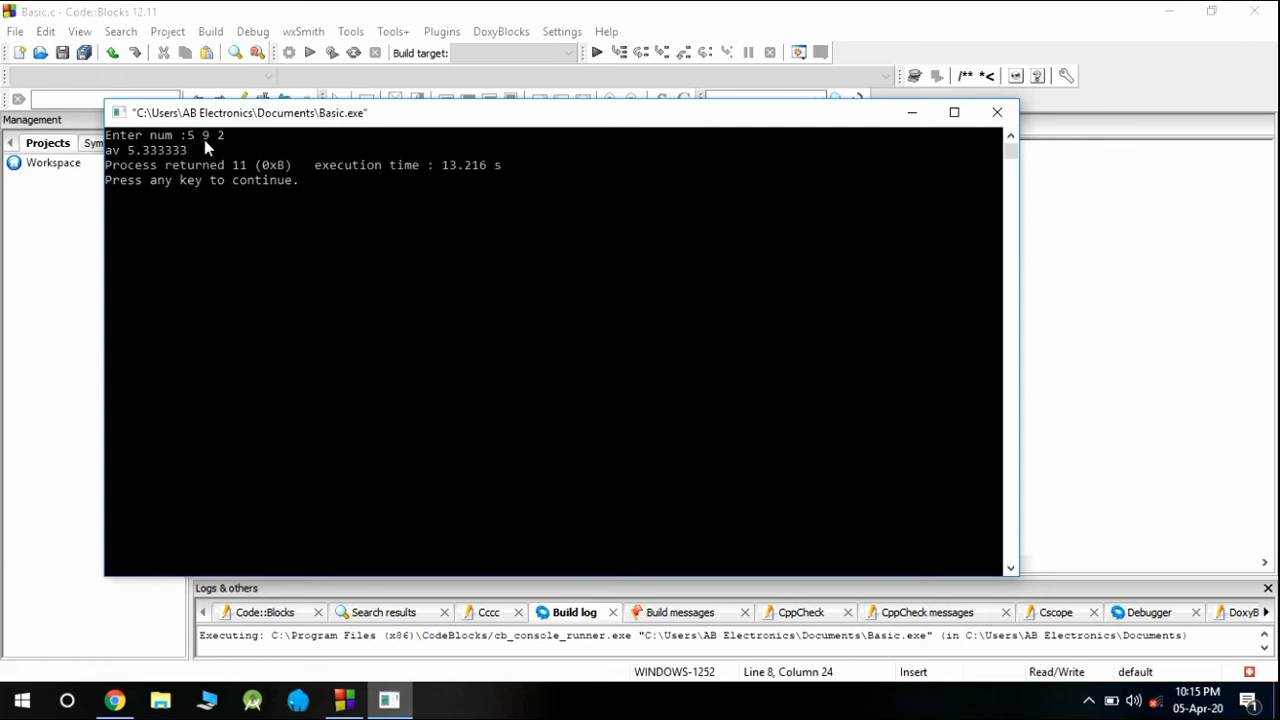 Basic.c - Code::Blocks 12.11
File Edit View Search Project Build Debug wxSmith Tools Tools+ Plugins DoxyBlocks Settings Help
Build target:
/** *<
Management
Projects Sym
Workspace
"C:\Users\AB Electronics\Documents\Basic.exe"
Enter num :5 9 2
av 5.333333
Process returned 11 (0xB)   execution time : 13.216 s
Press any key to continue.
Logs & others
Code::Blocks Search results Cccc Build log Build messages CppCheck CppCheck messages Cscope Debugger DoxyB
Executing: C:\Program Files (x86)\CodeBlocks/cb_console_runner.exe "C:\Users\AB Electronics\Documents\Basic.exe" (in C:\Users\AB Electronics\Documents)
WINDOWS-1252 Line 8, Column 24 Insert Read/Write default
10:15 PM
05-Apr-20
1